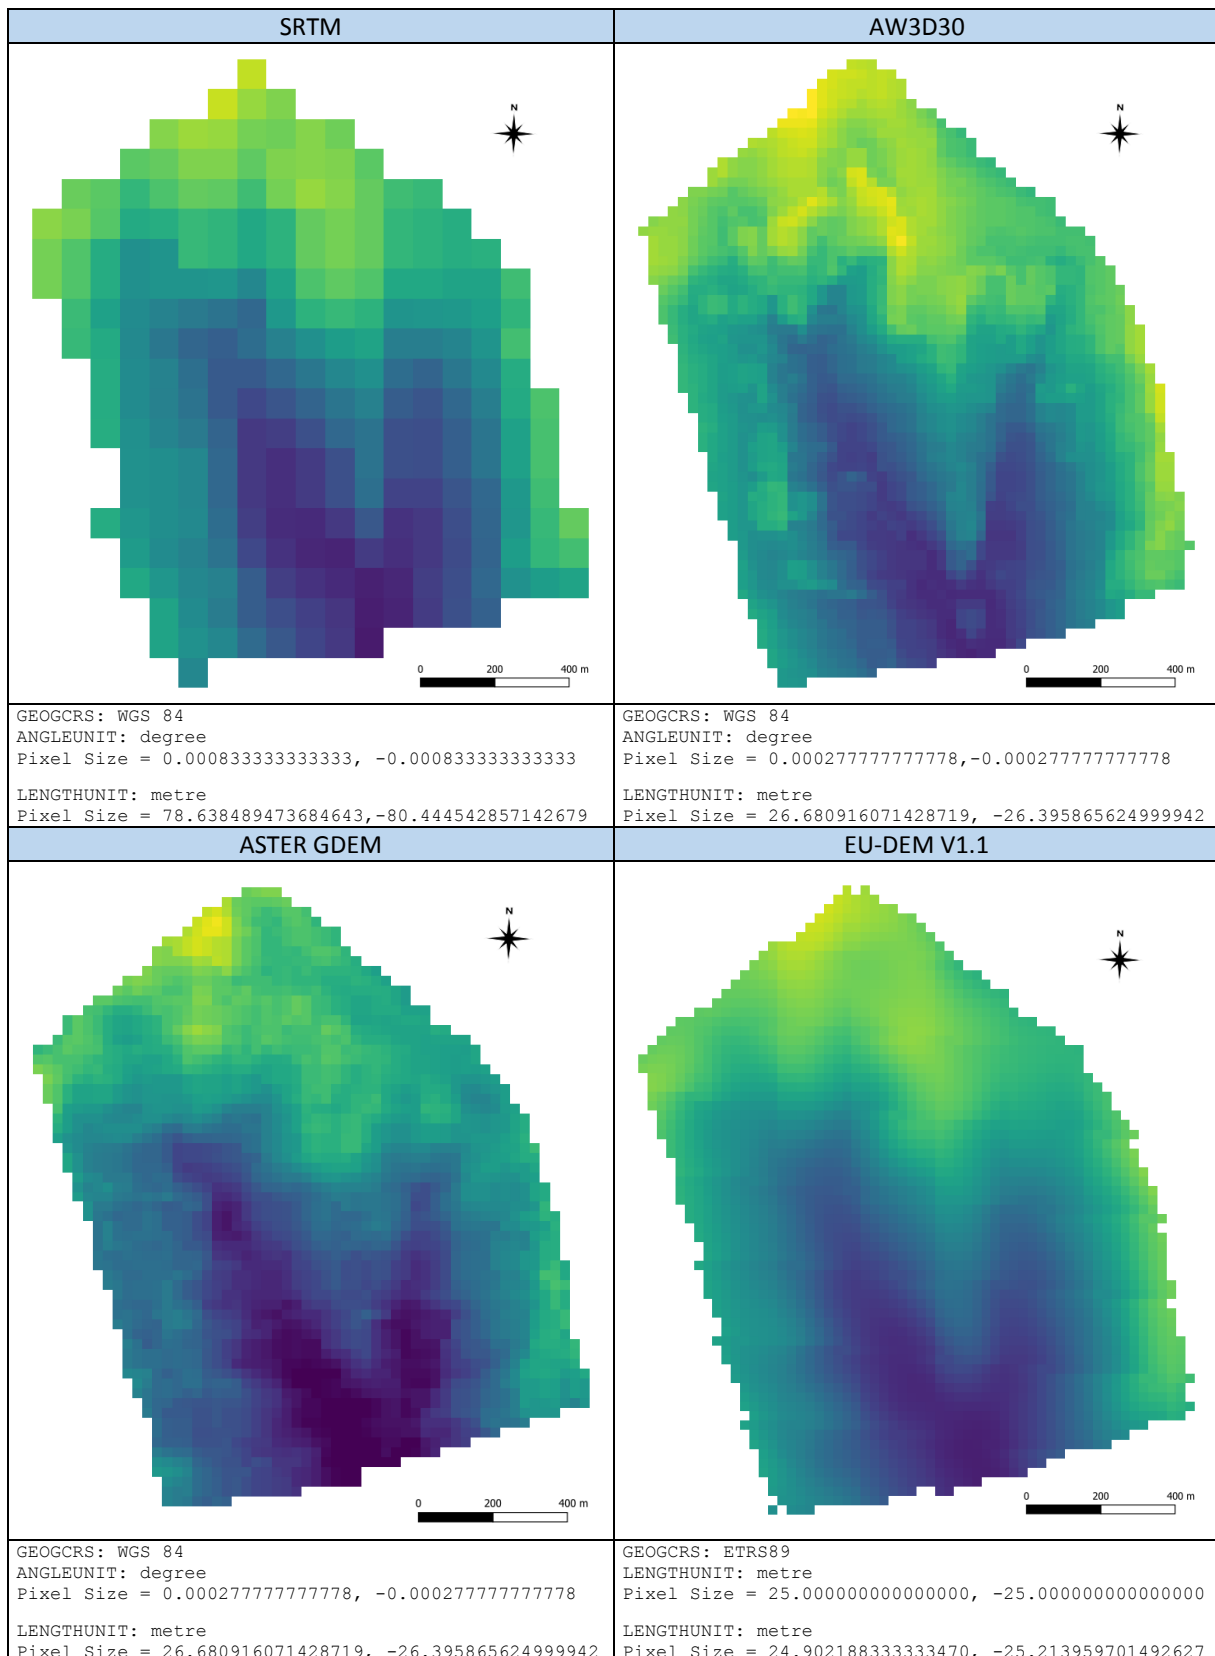 SRTM
N
0 200 400 m
GEOGCRS: WGS 84
ANGLEUNIT: degree
Pixel Size = 0.000833333333333, -0.000833333333333
LENGTHUNIT: metre
Pixel Size = 78.638489473684643,-80.444542857142679
AW3D30
N
0 200 400 m
GEOGCRS: WGS 84
ANGLEUNIT: degree
Pixel Size = 0.000277777777778,-0.000277777777778
LENGTHUNIT: metre
Pixel Size = 26.680916071428719, -26.395865624999942
ASTER GDEM
N
0 200 400 m
GEOGCRS: WGS 84
ANGLEUNIT: degree
Pixel Size = 0.000277777777778, -0.000277777777778
LENGTHUNIT: metre
Pixel Size = 26.680916071428719, -26.395865624999942
EU-DEM V1.1
N
0 200 400 m
GEOGCRS: ETRS89
LENGTHUNIT: metre
Pixel Size = 25.000000000000000, -25.000000000000000
LENGTHUNIT: metre
Pixel Size = 24.902188333333470, -25.213959701492627